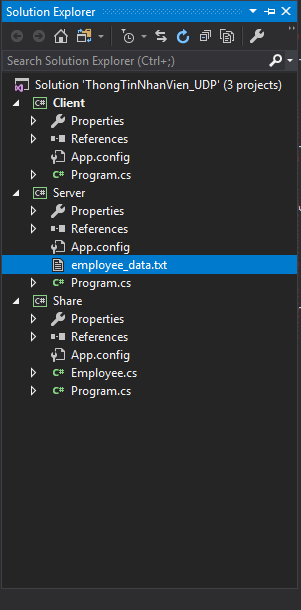 Solution Explorer
Search Solution Explorer (Ctrl+;)
Solution 'ThongTinNhanVien_UDP' (3 projects)
C# Client
Properties
References
App.config
C# Program.cs
C# Server
Properties
References
App.config
employee_data.txt
C# Program.cs
C# Share
Properties
References
App.config
C# Employee.cs
C# Program.cs